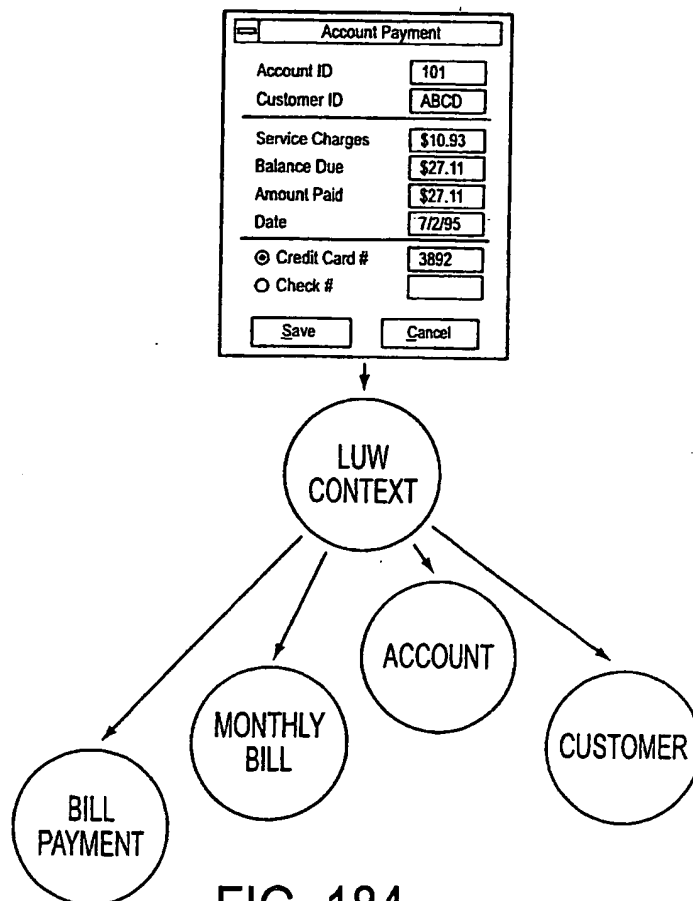 Account Payment
Account ID 101
Customer ID ABCD
Service Charges $10.93
Balance Due $27.11
Amount Paid $27.11
Date 7/2/95
Credit Card # 3892
Check #
Save Cancel
LUW
CONTEXT
ACCOUNT
MONTHLY
BILL
CUSTOMER
BILL
PAYMENT
FIG. 184